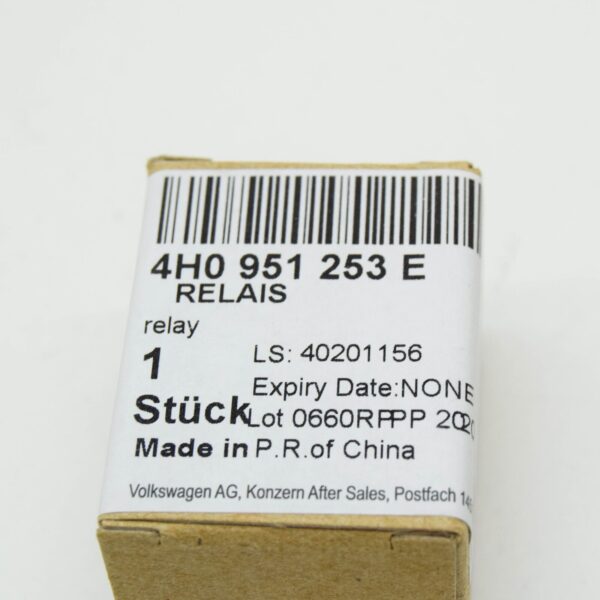 4H0 951 253 E
RELAIS
relay
1
LS: 40201156
Expiry Date:NONE
Stück
Lot 0660RP
Made in P.R.of China
Volkswagen AG, Konzern After Sales, Postfach